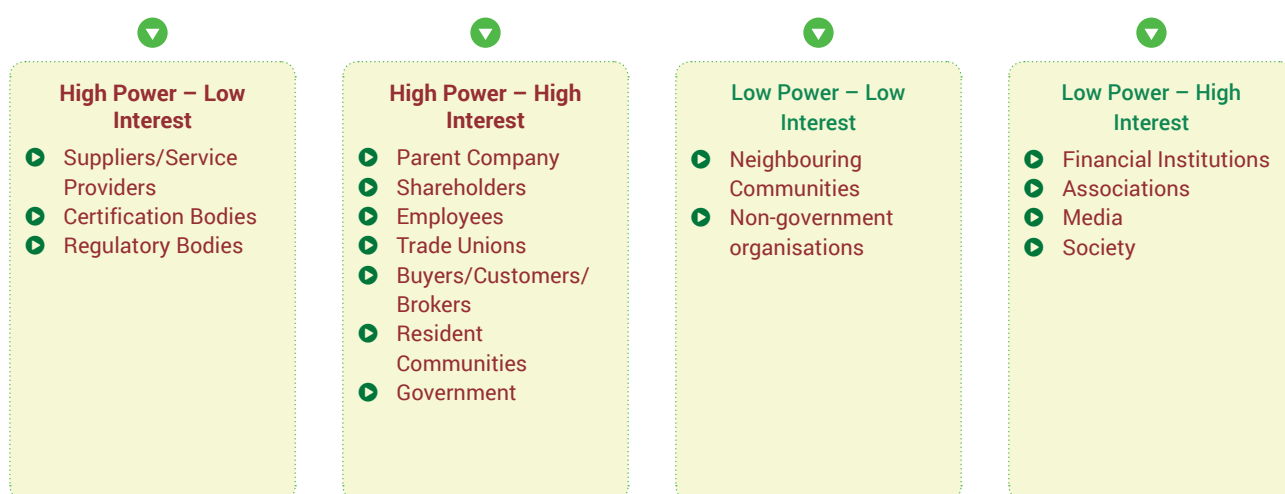 High Power – Low
Interest
Suppliers/Service
Providers
Certification Bodies
Regulatory Bodies
High Power – High
Interest
Parent Company
Shareholders
Employees
Trade Unions
Buyers/Customers/
Brokers
Resident
Communities
Government
Low Power – Low
Interest
Neighbouring
Communities
Non-government
organisations
Low Power – High
Interest
Financial Institutions
Associations
Media
Society